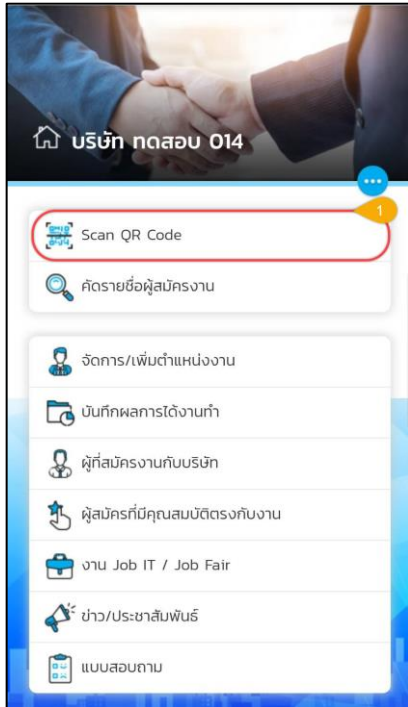 บริษัท ทดสอบ 014
1
Scan QR Code
คัดรายชื่อผู้สมัครงาน
จัดการ/เพิ่มตำแหน่งงาน
บันทึกผลการได้งานทำ
ผู้ที่สมัครงานกับบริษัท
ผู้สมัครที่มีคุณสมบัติตรงกับงาน
งาน Job IT / Job Fair
ข่าว/ประชาสัมพันธ์
แบบสอบถาม